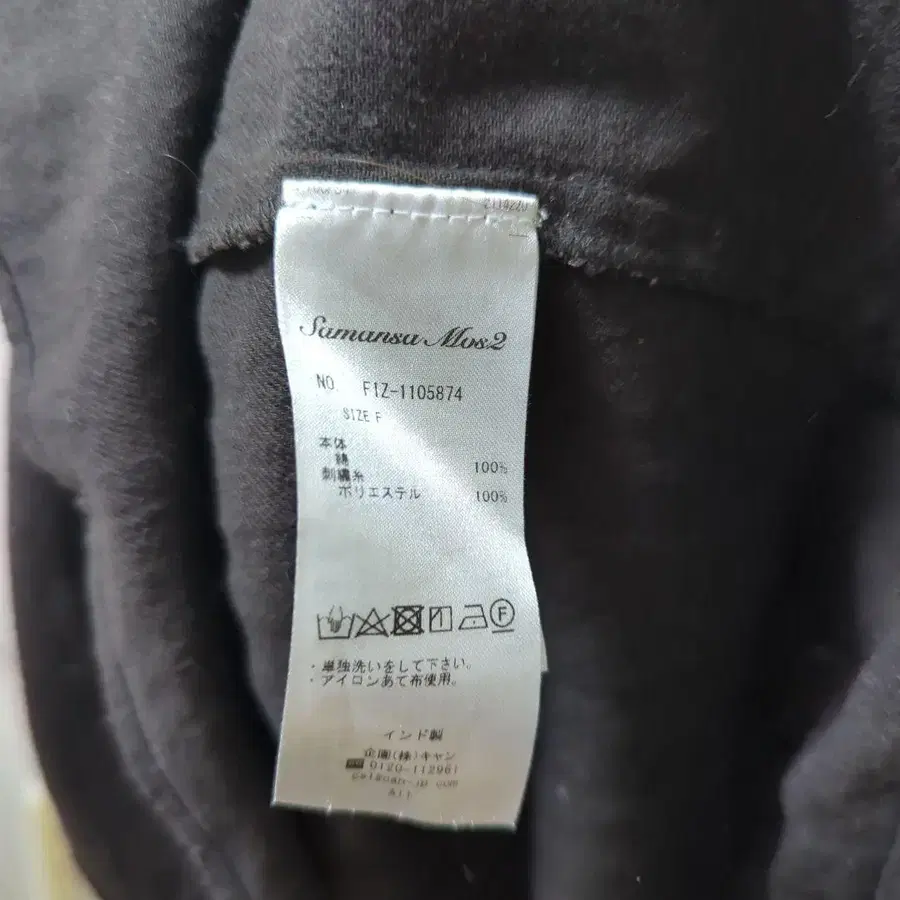 2114220
Samansa Mos2
NO. F1Z-1105874
SIZE F
本体
綿 100%
刺繍糸
ポリエステル 100%
F
・単独洗いをして下さい。
・アイロンあて布使用。
インド製
企画(株)キャン
0120-112961